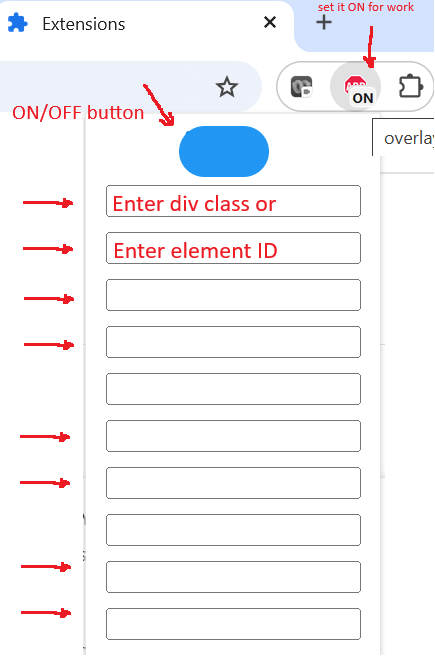 set it ON for work
Extensions
ON
ON/OFF button
overlay
Enter div class or
Enter element ID